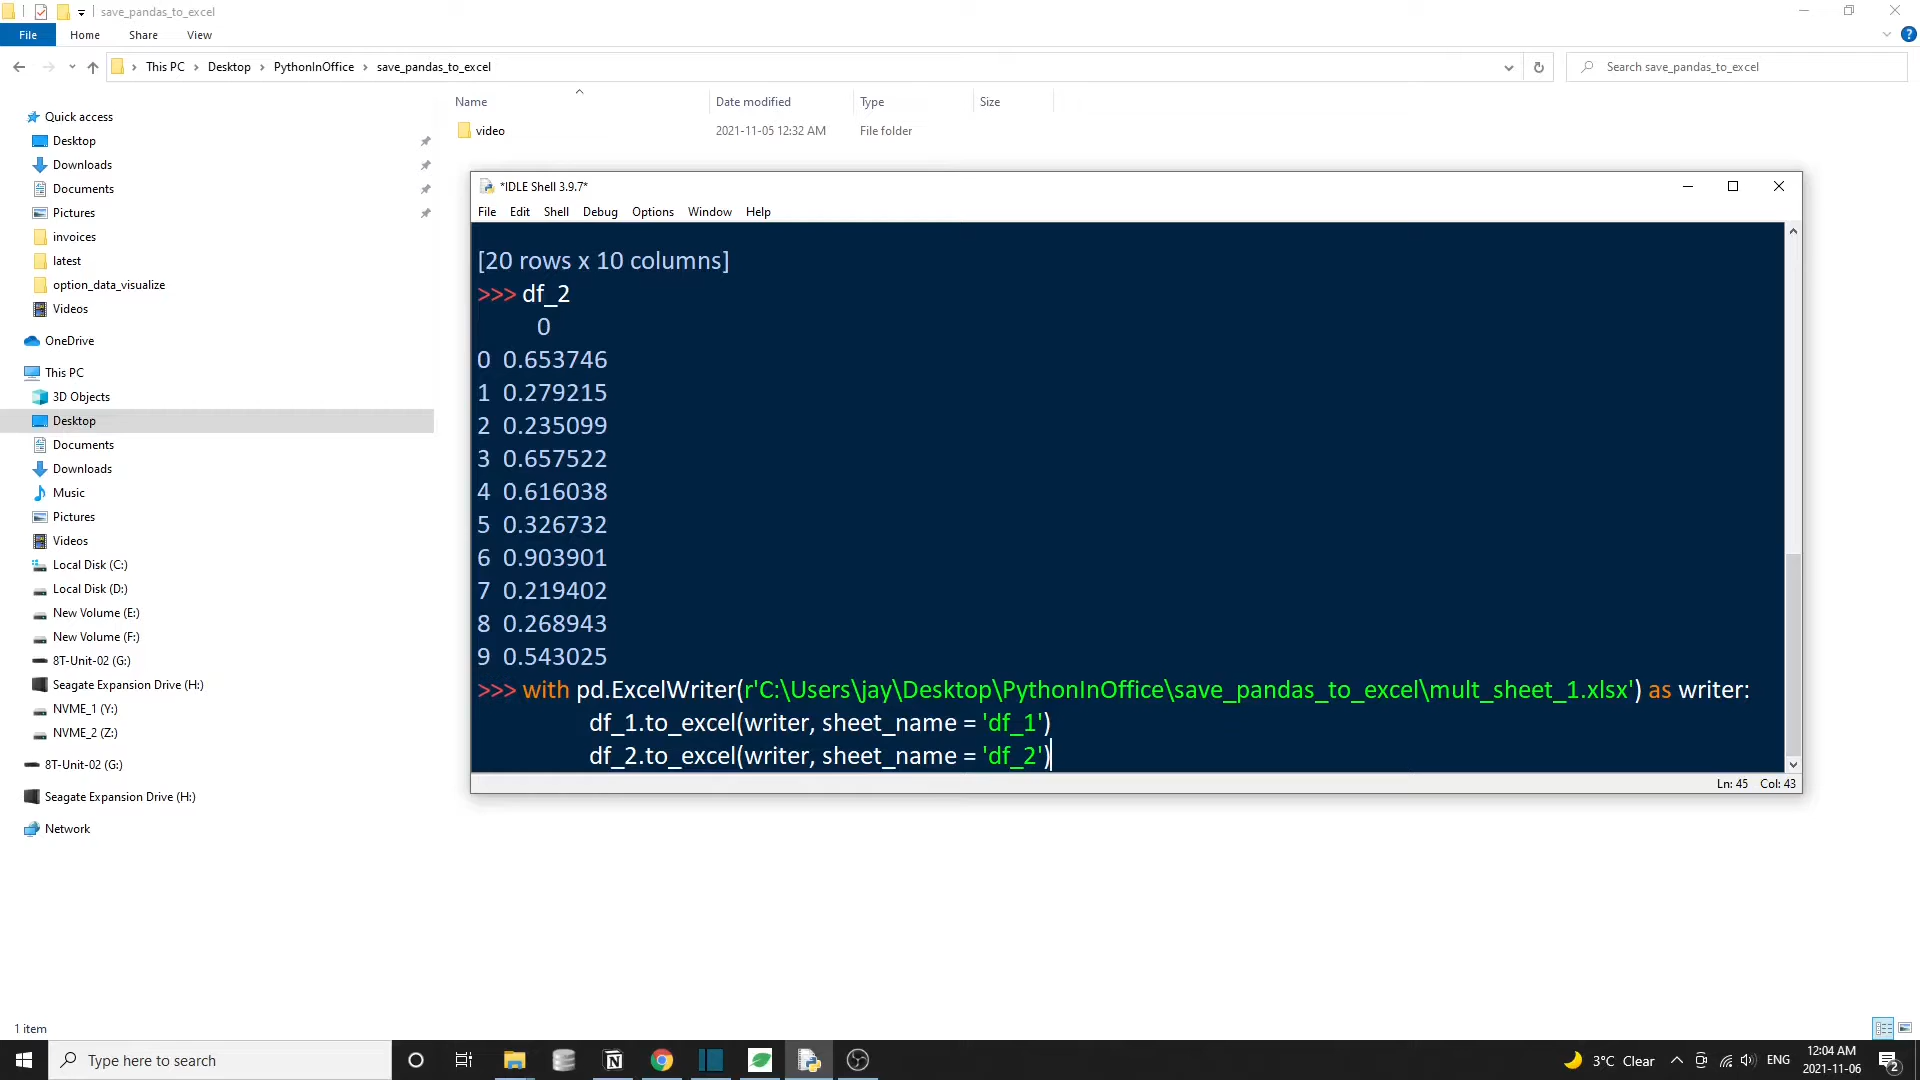 save_pandas_to_excel
File Home Share View
This PC Desktop PythonInOffice save_pandas_to_excel
Search save_pandas_to_excel
Name Date modified Type Size
video 2021-11-05 12:32 AM File folder
Quick access
Desktop
Downloads
Documents
Pictures
invoices
latest
option_data_visualize
Videos
OneDrive
This PC
3D Objects
Desktop
Documents
Downloads
Music
Pictures
Videos
Local Disk (C:)
Local Disk (D:)
New Volume (E:)
New Volume (F:)
8T-Unit-02 (G:)
Seagate Expansion Drive (H:)
NVME_1 (Y:)
NVME_2 (Z:)
8T-Unit-02 (G:)
Seagate Expansion Drive (H:)
Network
*IDLE Shell 3.9.7*
File Edit Shell Debug Options Window Help
[20 rows x 10 columns]
>>> df_2
0
0 0.653746
1 0.279215
2 0.235099
3 0.657522
4 0.616038
5 0.326732
6 0.903901
7 0.219402
8 0.268943
9 0.543025
>>> with pd.ExcelWriter(r'C:\Users\jay\Desktop\PythonInOffice\save_pandas_to_excel\mult_sheet_1.xlsx') as writer:
df_1.to_excel(writer, sheet_name = 'df_1')
df_2.to_excel(writer, sheet_name = 'df_2')
Ln: 45 Col: 43
1 item
Type here to search
3°C Clear
ENG
12:04 AM
2021-11-06
2